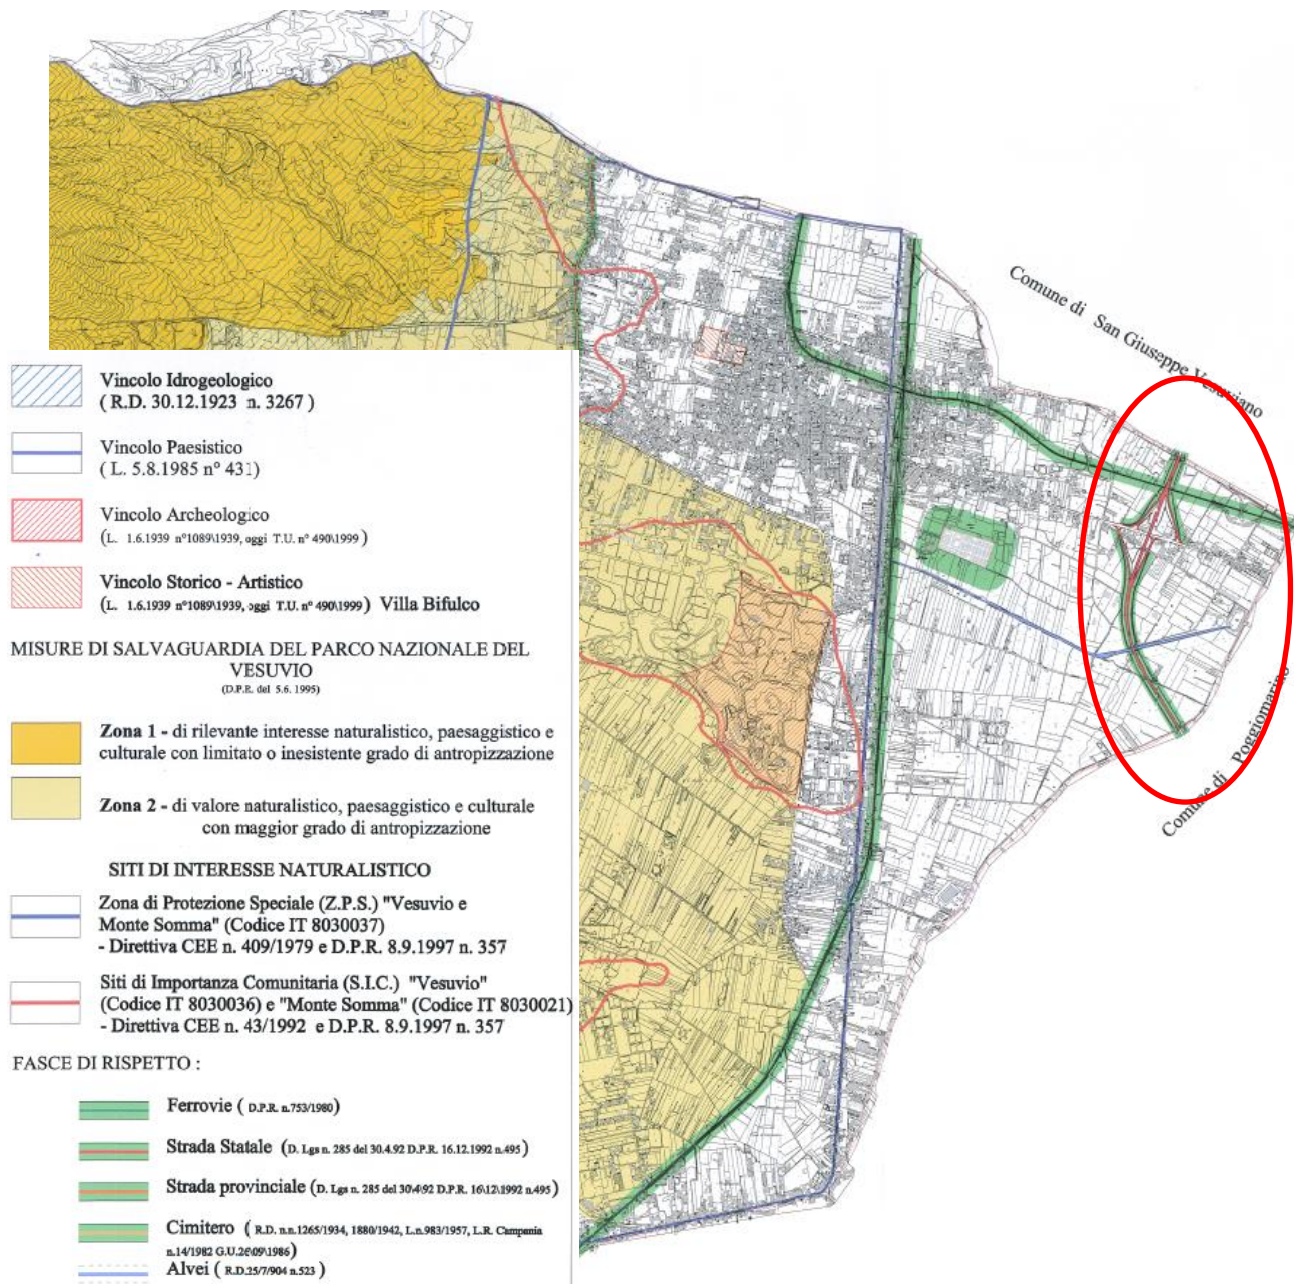 Comune di San Giuseppe Vesuviano
Comune di Poggiomarino
Vincolo Idrogeologico
( R.D. 30.12.1923 n. 3267 )
Vincolo Paesistico
( L. 5.8.1985 n° 431)
Vincolo Archeologico
(L. 1.6.1939 n°1089\1939, oggi T.U. n° 490\1999)
Vincolo Storico - Artistico
(L. 1.6.1939 n°1089\1939, oggi T.U. n° 490\1999) Villa Bifulco
MISURE DI SALVAGUARDIA DEL PARCO NAZIONALE DEL
VESUVIO
(D.P.R. del 5.6. 1995)
Zona 1 - di rilevante interesse naturalistico, paesaggistico e
culturale con limitato o inesistente grado di antropizzazione
Zona 2 - di valore naturalistico, paesaggistico e culturale
con maggior grado di antropizzazione
SITI DI INTERESSE NATURALISTICO
Zona di Protezione Speciale (Z.P.S.) "Vesuvio e
Monte Somma" (Codice IT 8030037)
- Direttiva CEE n. 409/1979 e D.P.R. 8.9.1997 n. 357
Siti di Importanza Comunitaria (S.I.C.) "Vesuvio"
(Codice IT 8030036) e "Monte Somma" (Codice IT 8030021)
- Direttiva CEE n. 43/1992 e D.P.R. 8.9.1997 n. 357
FASCE DI RISPETTO :
Ferrovie ( D.P.R. n.753/1980)
Strada Statale (D. Lgs n. 285 del 30.4.92 D.P.R. 16.12.1992 n.495)
Strada provinciale (D. Lgs n. 285 del 30\4\92 D.P.R. 16\12\1992 n.495)
Cimitero ( R.D. n.n.1265/1934, 1880/1942, L.n.983/1957, L.R. Campania
n.14/1982 G.U.26\09\1986)
Alvei ( R.D.25/7/904 n.523 )